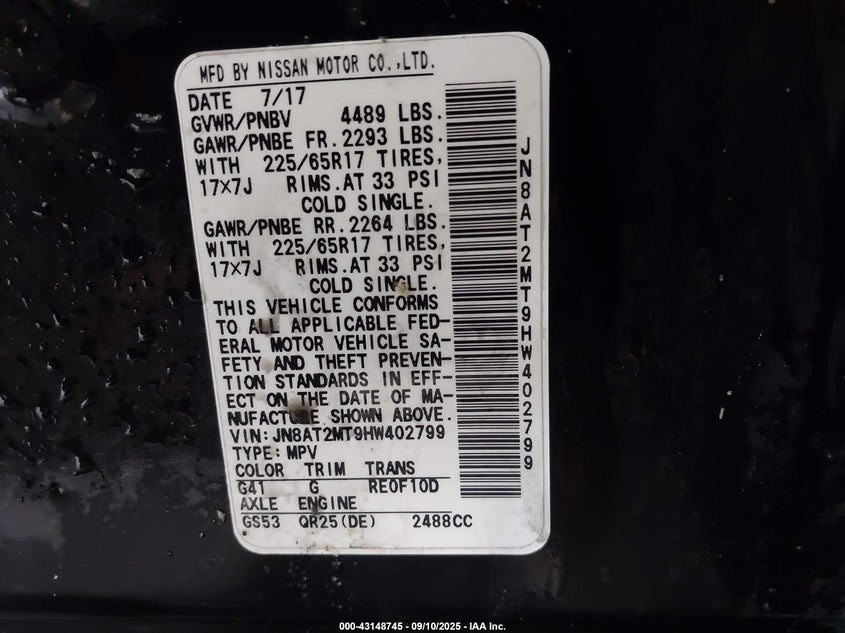 MFD BY NISSAN MOTOR CO.,LTD.
DATE 7/17
GVWR/PNBV 4489 LBS.
GAWR/PNBE FR.2293 LBS.
WITH 225/65R17 TIRES,
17×7J RIMS.AT 33 PSI
COLD SINGLE.
GAWR/PNBE RR.2264 LBS.
WITH 225/65R17 TIRES,
17×7J RIMS.AT 33 PSI
COLD SINGLE.
THIS VEHICLE CONFORMS
TO ALL APPLICABLE FED-
ERAL MOTOR VEHICLE SA-
FETY AND THEFT PREVEN-
TION STANDARDS IN EFF-
ECT ON THE DATE OF MA-
NUFACTURE SHOWN ABOVE.
VIN:JN8AT2MT9HW402799
TYPE:MPV
COLOR TRIM TRANS
G41 G RE0F10D
AXLE ENGINE
GS53 QR25(DE) 2488CC
JN8AT2MT9HW402799
000-43148745 - 09/10/2025 - IAA Inc.